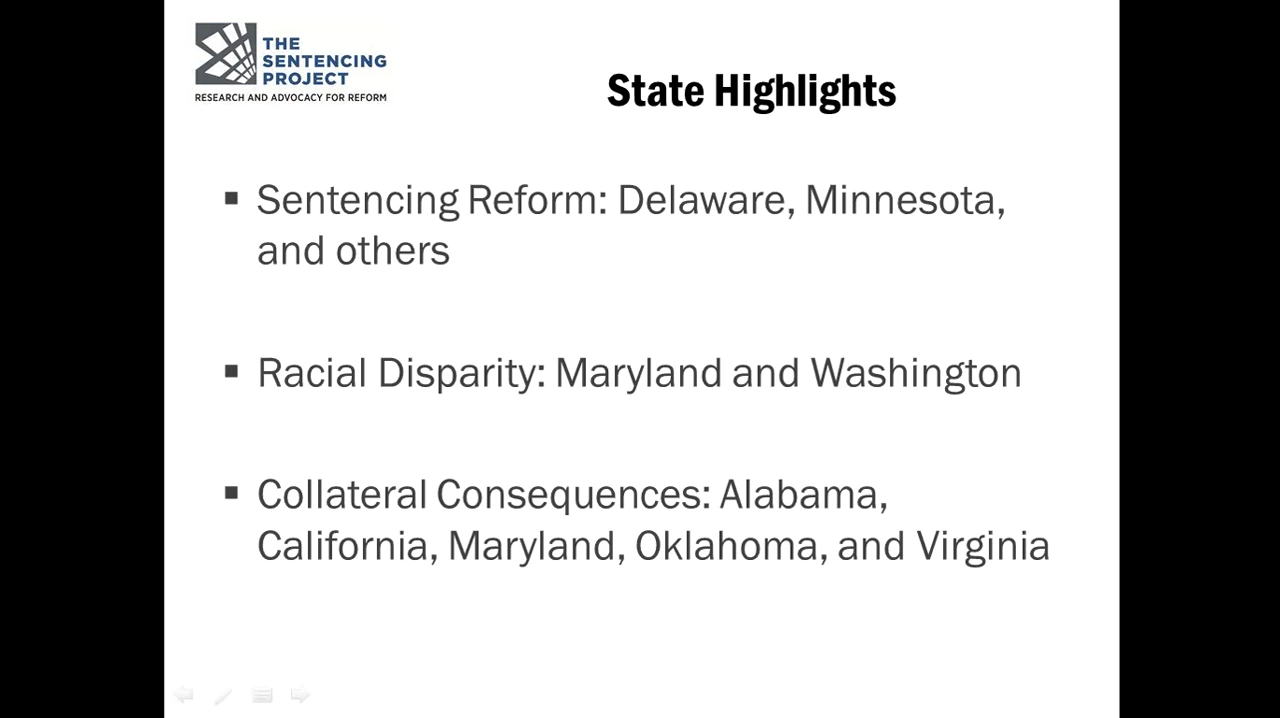 THE
SENTENCING
PROJECT
RESEARCH AND ADVOCACY FOR REFORM
State Highlights
▪ Sentencing Reform: Delaware, Minnesota,
and others
▪ Racial Disparity: Maryland and Washington
▪ Collateral Consequences: Alabama,
California, Maryland, Oklahoma, and Virginia